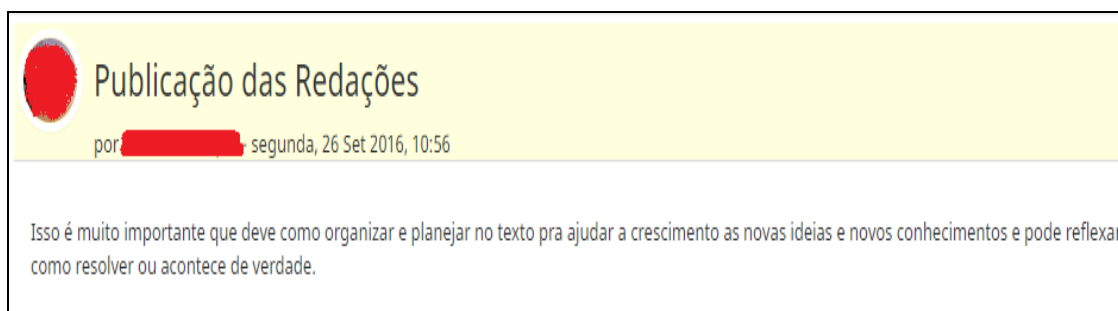 Publicação das Redações
por segunda, 26 Set 2016, 10:56
Isso é muito importante que deve como organizar e planejar no texto pra ajudar a crescimento as novas ideias e novos conhecimentos e pode reflexar
como resolver ou acontece de verdade.